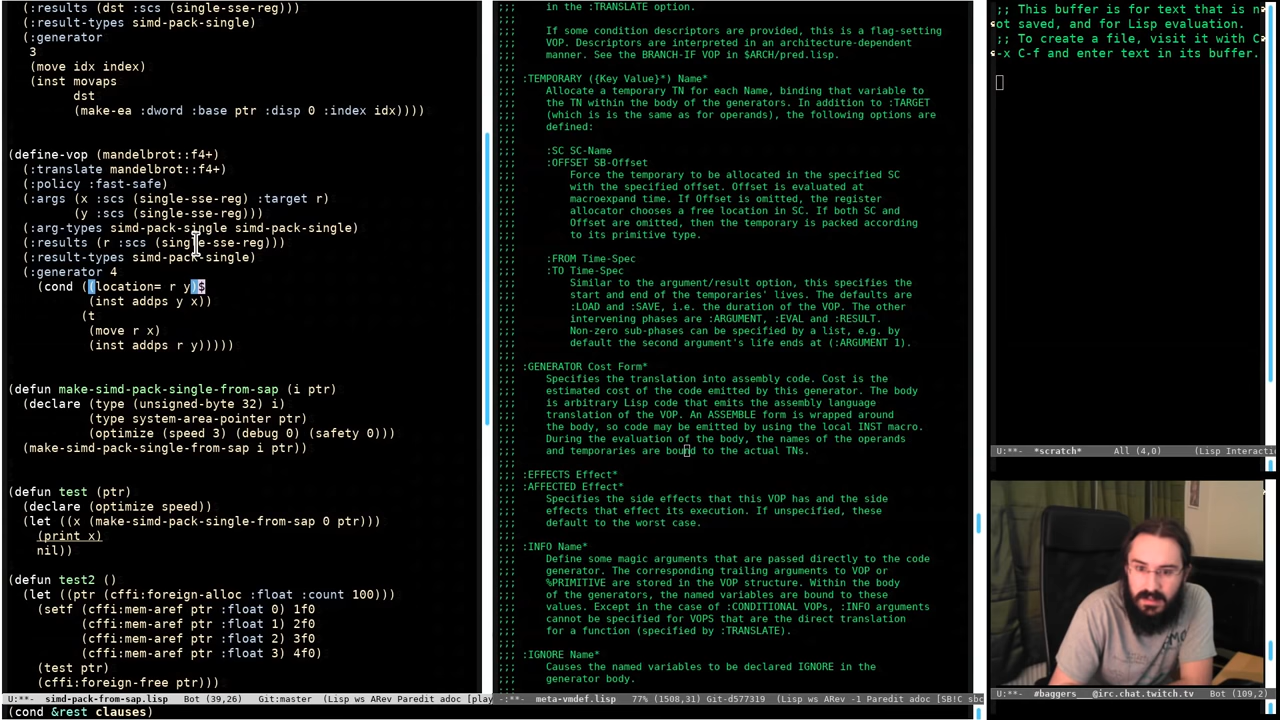 (:results (dst :scs (single-sse-reg)))
(:result-types simd-pack-single)
(:generator
3
(move idx index)
(inst movaps
dst
(make-ea :dword :base ptr :disp 0 :index idx))))
(define-vop (mandelbrot::f4+)
(:translate mandelbrot::f4+)
(:policy :fast-safe)
(:args (x :scs (single-sse-reg) :target r)
(y :scs (single-sse-reg)))
(:arg-types simd-pack-single simd-pack-single)
(:results (r :scs (single-sse-reg)))
(:result-types simd-pack-single)
(:generator 4
(cond ((location= r y)$
(inst addps y x))
(t
(move r x)
(inst addps r y)))))
(defun make-simd-pack-single-from-sap (i ptr)
(declare (type (unsigned-byte 32) i)
(type system-area-pointer ptr)
(optimize (speed 3) (debug 0) (safety 0)))
(make-simd-pack-single-from-sap i ptr))
(defun test (ptr)
(declare (optimize speed))
(let ((x (make-simd-pack-single-from-sap 0 ptr)))
(print x)
nil))
(defun test2 ()
(let ((ptr (cffi:foreign-alloc :float :count 100)))
(setf (cffi:mem-aref ptr :float 0) 1f0
(cffi:mem-aref ptr :float 1) 2f0
(cffi:mem-aref ptr :float 2) 3f0
(cffi:mem-aref ptr :float 3) 4f0)
(test ptr)
(cffi:foreign-free ptr)))
U:**- simd-pack-from-sap.lisp Bot (39,26) Git:master (Lisp ws ARev Paredit adoc [play
(cond &rest clauses)
;;; in the :TRANSLATE option.
;;;
;;; If some condition descriptors are provided, this is a flag-setting
;;; VOP. Descriptors are interpreted in an architecture-dependent
;;; manner. See the BRANCH-IF VOP in $ARCH/pred.lisp.
;;;
;;; :TEMPORARY ({Key Value}*) Name*
;;; Allocate a temporary TN for each Name, binding that variable to
;;; the TN within the body of the generators. In addition to :TARGET
;;; (which is is the same as for operands), the following options are
;;; defined:
;;;
;;; :SC SC-Name
;;; :OFFSET SB-Offset
;;; Force the temporary to be allocated in the specified SC
;;; with the specified offset. Offset is evaluated at
;;; macroexpand time. If Offset is omitted, the register
;;; allocator chooses a free location in SC. If both SC and
;;; Offset are omitted, then the temporary is packed according
;;; to its primitive type.
;;;
;;; :FROM Time-Spec
;;; :TO Time-Spec
;;; Similar to the argument/result option, this specifies the
;;; start and end of the temporaries' lives. The defaults are
;;; :LOAD and :SAVE, i.e. the duration of the VOP. The other
;;; intervening phases are :ARGUMENT, :EVAL and :RESULT.
;;; Non-zero sub-phases can be specified by a list, e.g. by
;;; default the second argument's life ends at (:ARGUMENT 1).
;;;
;;; :GENERATOR Cost Form*
;;; Specifies the translation into assembly code. Cost is the
;;; estimated cost of the code emitted by this generator. The body
;;; is arbitrary Lisp code that emits the assembly language
;;; translation of the VOP. An ASSEMBLE form is wrapped around
;;; the body, so code may be emitted by using the local INST macro.
;;; During the evaluation of the body, the names of the operands
;;; and temporaries are bound to the actual TNs.
;;;
;;; :EFFECTS Effect*
;;; :AFFECTED Effect*
;;; Specifies the side effects that this VOP has and the side
;;; effects that effect its execution. If unspecified, these
;;; default to the worst case.
;;;
;;; :INFO Name*
;;; Define some magic arguments that are passed directly to the code
;;; generator. The corresponding trailing arguments to VOP or
;;; %PRIMITIVE are stored in the VOP structure. Within the body
;;; of the generators, the named variables are bound to these
;;; values. Except in the case of :CONDITIONAL VOPs, :INFO arguments
;;; cannot be specified for VOPS that are the direct translation
;;; for a function (specified by :TRANSLATE).
;;;
;;; :IGNORE Name*
;;; Causes the named variables to be declared IGNORE in the
;;; generator body.
-:**- meta-vmdef.lisp 77% (1508,31) Git-d577319 (Lisp ws ARev -1 Paredit adoc [SB!C sbc
;; This buffer is for text that is n
ot saved, and for Lisp evaluation.
;; To create a file, visit it with C
-x C-f and enter text in its buffer.
U:**- *scratch* All (4,0) (Lisp Interacti
U:**- #baggers___@irc.chat.twitch.tv Bot (109,2)